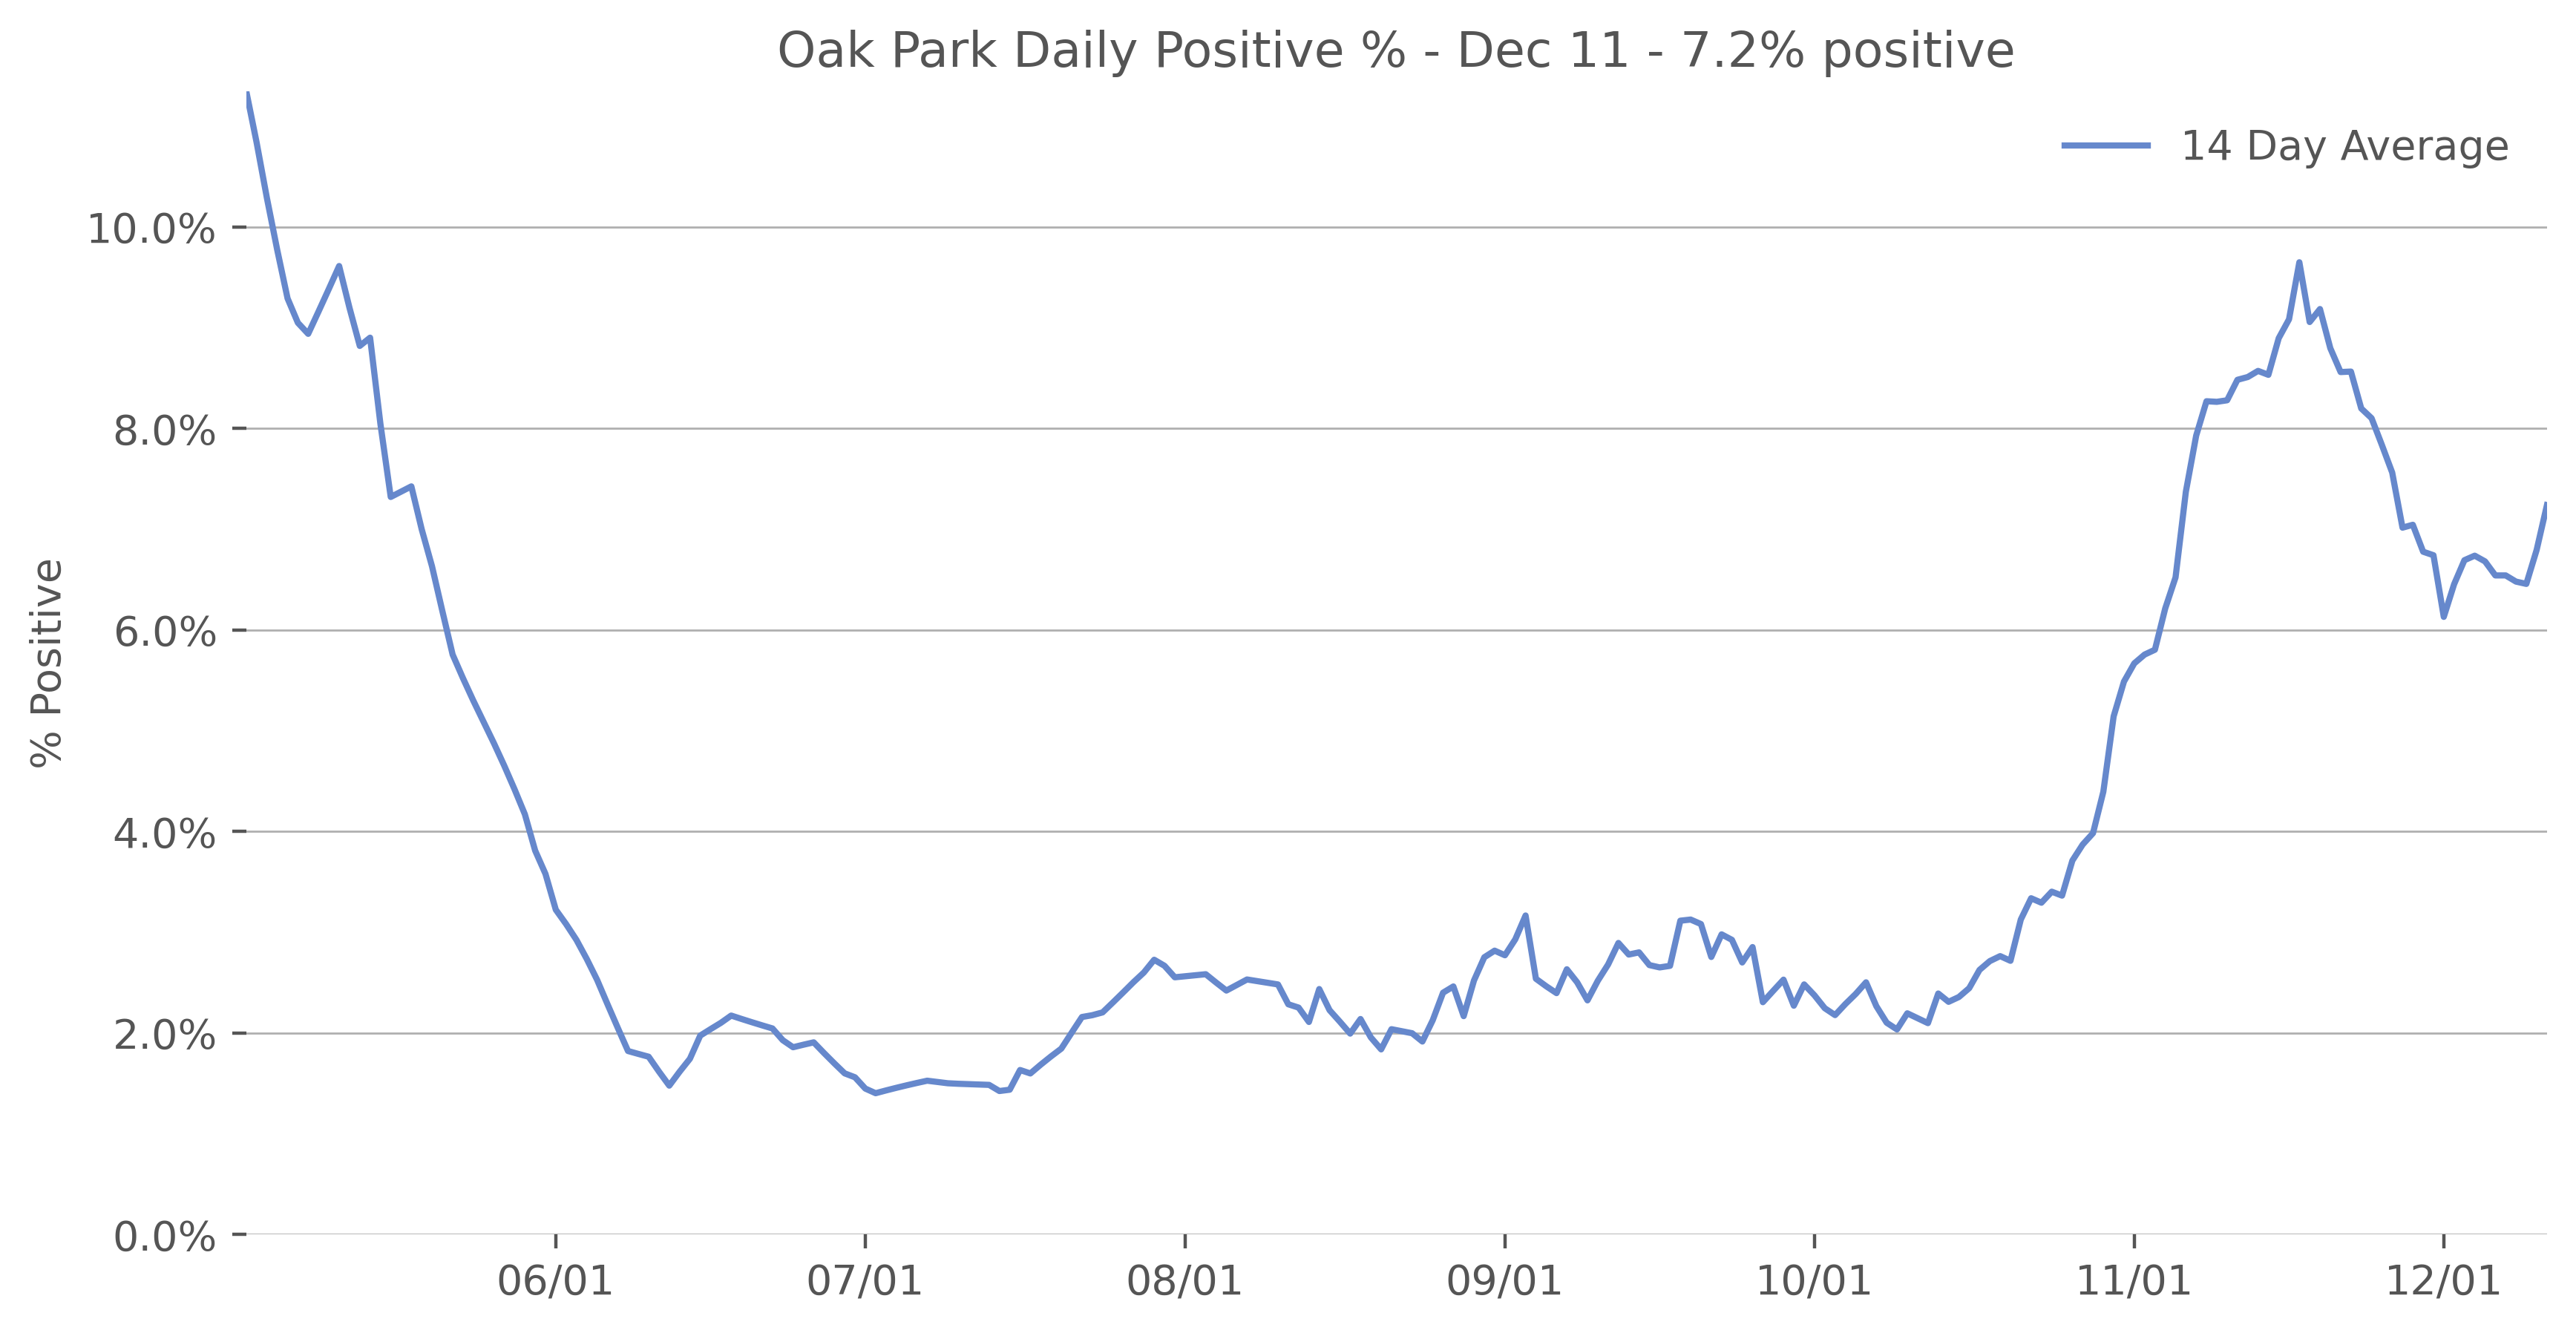 Oak Park Daily Positive % - Dec 11 - 7.2% positive
14 Day Average
10.0%
8.0%
6.0%
4.0%
2.0%
0.0%
% Positive
06/01 07/01 08/01 09/01 10/01 11/01 12/01